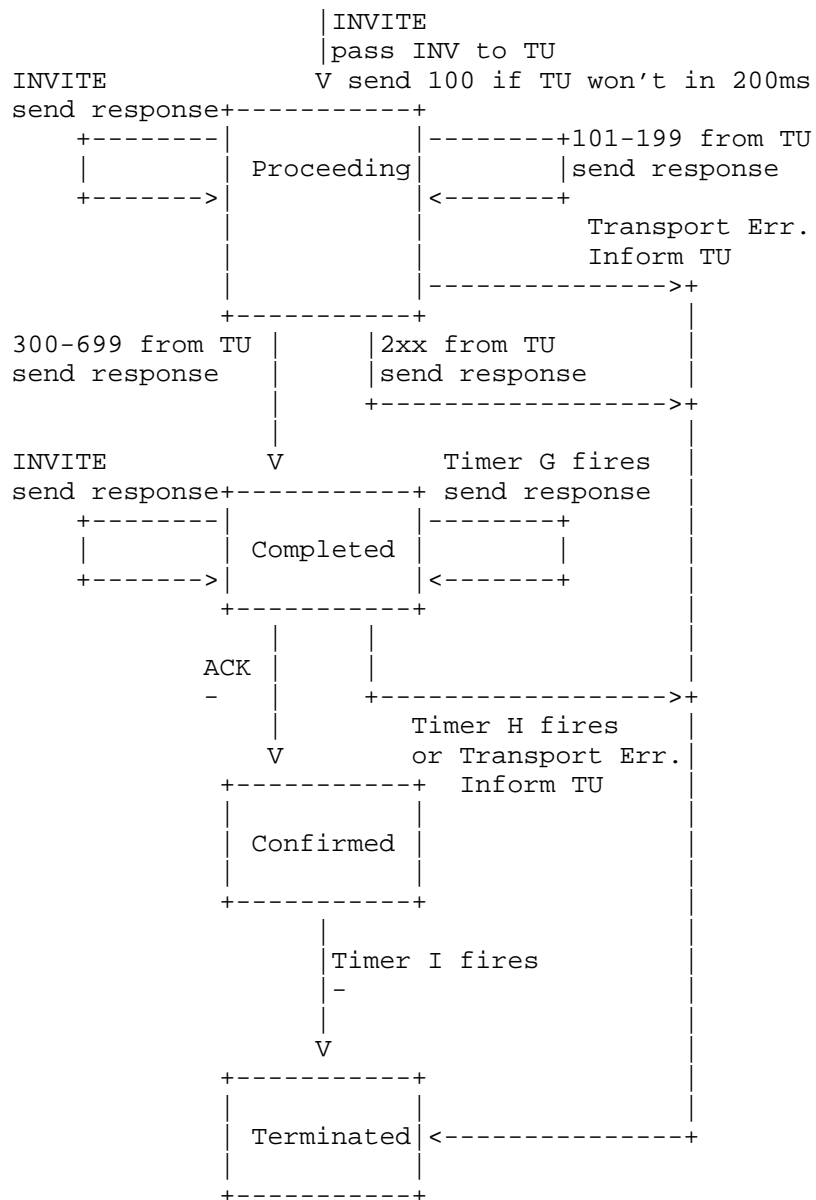 |INVITE
|pass INV to TU
INVITE V send 100 if TU won't in 200ms
send response+-----------+
+--------| |--------+101-199 from TU
| | Proceeding| |send response
+------->| |<-------+
| | Transport Err.
| | Inform TU
| |--------------->+
+-----------+ |
300-699 from TU | |2xx from TU |
send response | |send response |
| +------------------>+
| |
INVITE V Timer G fires |
send response+-----------+ send response |
+--------| |--------+ |
| | Completed | | |
+------->| |<-------+ |
+-----------+ |
| | |
ACK | | |
- | +------------------>+
| Timer H fires |
V or Transport Err.|
+-----------+ Inform TU |
| | |
| Confirmed | |
| | |
+-----------+ |
| |
|Timer I fires |
|- |
| |
V |
+-----------+ |
| | |
| Terminated|<---------------+
| |
+-----------+